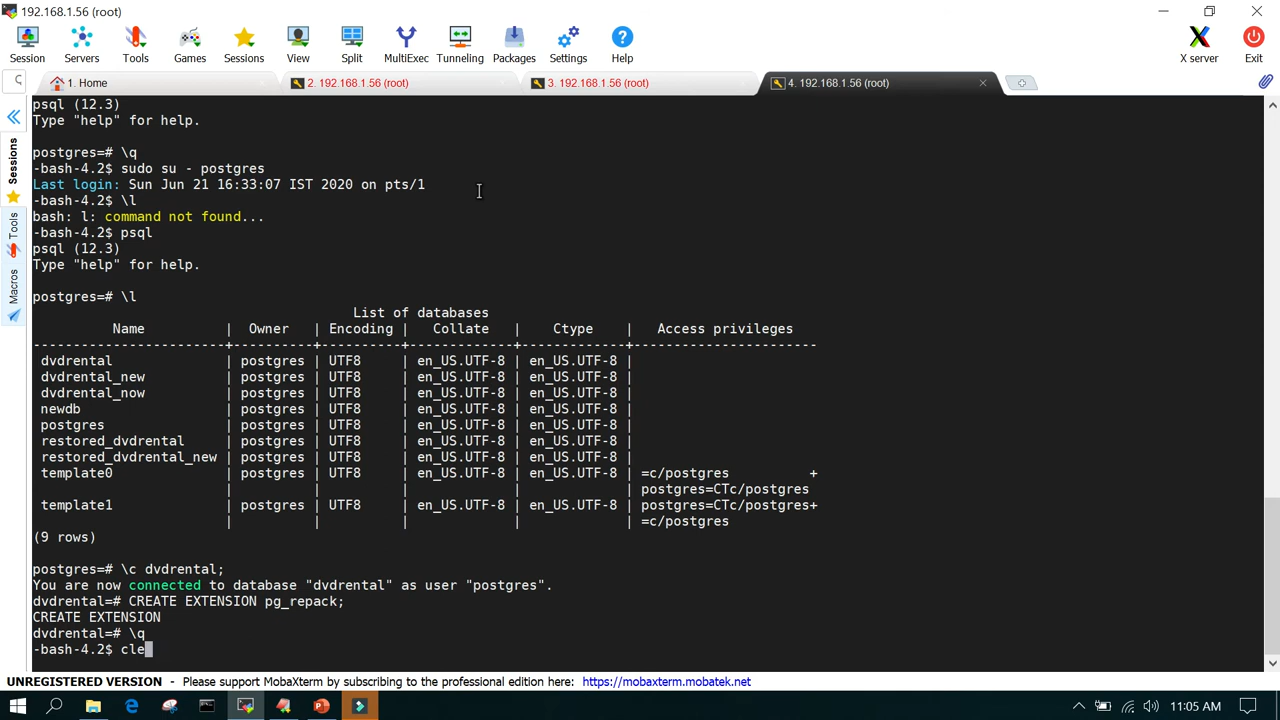 192.168.1.56 (root)
Session Servers Tools Games Sessions View Split MultiExec Tunneling Packages Settings Help X server Exit
1. Home 2. 192.168.1.56 (root) 3. 192.168.1.56 (root) 4. 192.168.1.56 (root)
Sessions
Tools
Macros
psql (12.3)
Type "help" for help.
postgres=# \q
-bash-4.2$ sudo su - postgres
Last login: Sun Jun 21 16:33:07 IST 2020 on pts/1
-bash-4.2$ \l
bash: l: command not found...
-bash-4.2$ psql
psql (12.3)
Type "help" for help.
postgres=# \l
List of databases
Name | Owner | Encoding | Collate | Ctype | Access privileges
-----------------------+----------+----------+-------------+-------------+-----------------------
dvdrental | postgres | UTF8 | en_US.UTF-8 | en_US.UTF-8 |
dvdrental_new | postgres | UTF8 | en_US.UTF-8 | en_US.UTF-8 |
dvdrental_now | postgres | UTF8 | en_US.UTF-8 | en_US.UTF-8 |
newdb | postgres | UTF8 | en_US.UTF-8 | en_US.UTF-8 |
postgres | postgres | UTF8 | en_US.UTF-8 | en_US.UTF-8 |
restored_dvdrental | postgres | UTF8 | en_US.UTF-8 | en_US.UTF-8 |
restored_dvdrental_new | postgres | UTF8 | en_US.UTF-8 | en_US.UTF-8 |
template0 | postgres | UTF8 | en_US.UTF-8 | en_US.UTF-8 | =c/postgres +
| | | | | postgres=CTc/postgres
template1 | postgres | UTF8 | en_US.UTF-8 | en_US.UTF-8 | postgres=CTc/postgres+
| | | | | =c/postgres
(9 rows)
postgres=# \c dvdrental;
You are now connected to database "dvdrental" as user "postgres".
dvdrental=# CREATE EXTENSION pg_repack;
CREATE EXTENSION
dvdrental=# \q
-bash-4.2$ cle
UNREGISTERED VERSION - Please support MobaXterm by subscribing to the professional edition here: https://mobaxterm.mobatek.net
11:05 AM